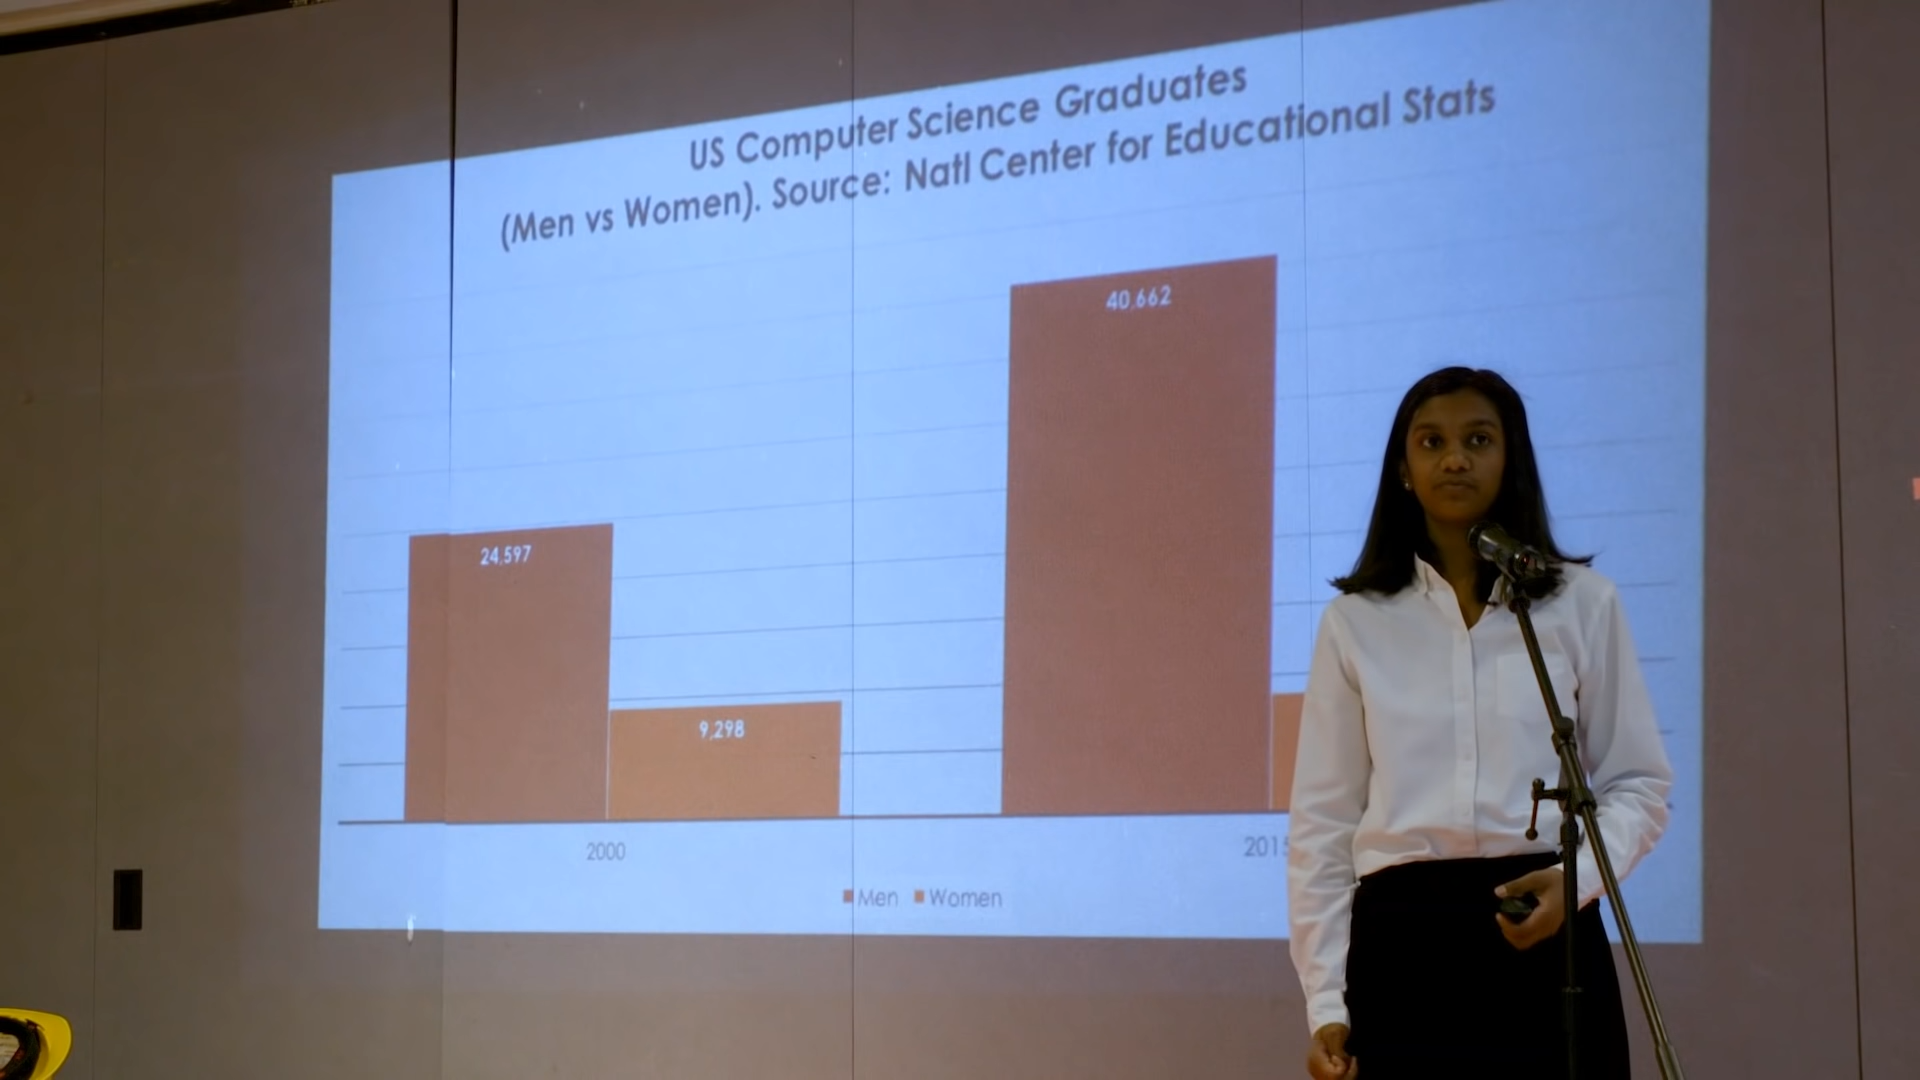 US Computer Science Graduates
(Men vs Women). Source: Natl Center for Educational Stats
40,662
24,597
9,298
2000
2015
Men Women